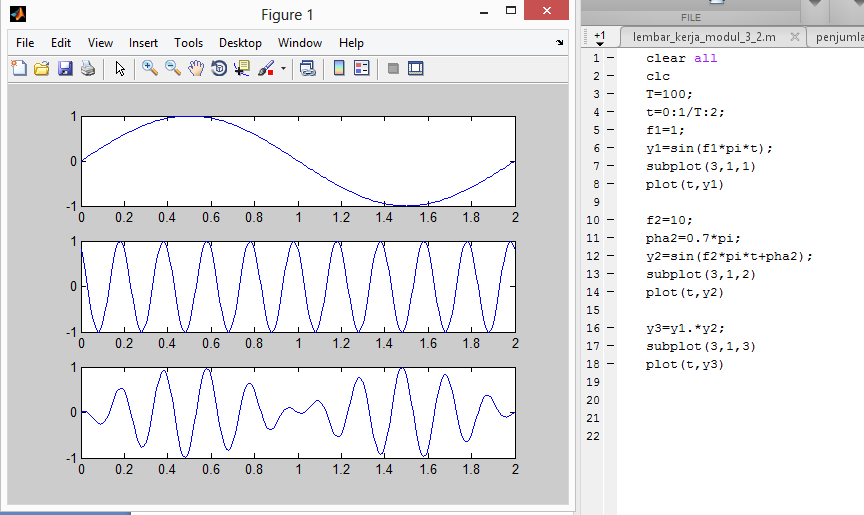 Figure 1
File Edit View Insert Tools Desktop Window Help
1
0
-1
0 0.2 0.4 0.6 0.8 1 1.2 1.4 1.6 1.8 2
1
0
-1
0 0.2 0.4 0.6 0.8 1 1.2 1.4 1.6 1.8 2
1
0
-1
0 0.2 0.4 0.6 0.8 1 1.2 1.4 1.6 1.8 2
FILE
+1 lembar_kerja_modul_3_2.m penjumla
1 clear all
2 clc
3 T=100;
4 t=0:1/T:2;
5 f1=1;
6 y1=sin(f1*pi*t);
7 subplot(3,1,1)
8 plot(t,y1)
9
10 f2=10;
11 pha2=0.7*pi;
12 y2=sin(f2*pi*t+pha2);
13 subplot(3,1,2)
14 plot(t,y2)
15
16 y3=y1.*y2;
17 subplot(3,1,3)
18 plot(t,y3)
19
20
21
22